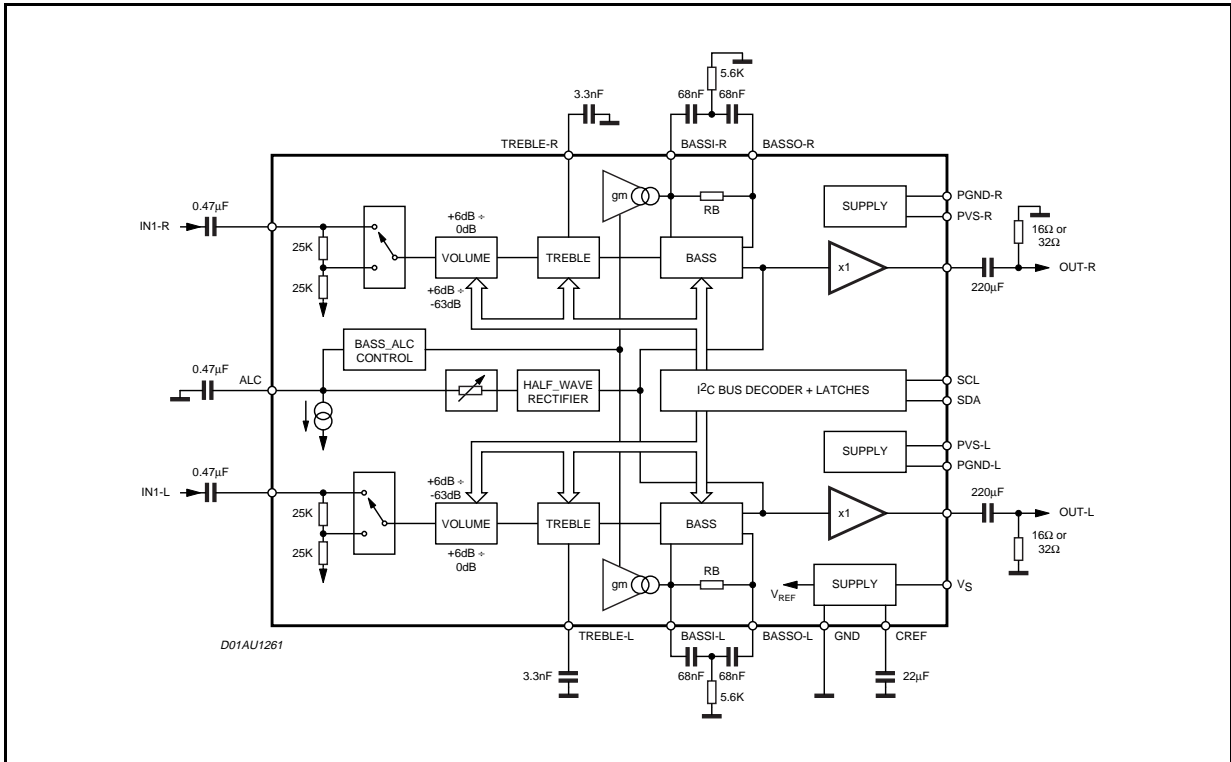 5.6K
3.3nF
68nF
68nF
TREBLE-R
BASSI-R
BASSO-R
gm
RB
SUPPLY
PGND-R
PVS-R
0.47µF
IN1-R
25K
25K
+6dB ÷
0dB
VOLUME
+6dB ÷
-63dB
TREBLE
BASS
x1
16Ω or
32Ω
OUT-R
220µF
BASS_ALC
CONTROL
0.47µF
ALC
HALF_WAVE
RECTIFIER
I²C BUS DECODER + LATCHES
SCL
SDA
SUPPLY
PVS-L
PGND-L
0.47µF
IN1-L
25K
25K
+6dB ÷
-63dB
VOLUME
+6dB ÷
0dB
TREBLE
BASS
x1
220µF
OUT-L
16Ω or
32Ω
gm
RB
VREF
SUPPLY
VS
D01AU1261
TREBLE-L
BASSI-L
BASSO-L
GND
CREF
3.3nF
68nF
68nF
5.6K
22µF